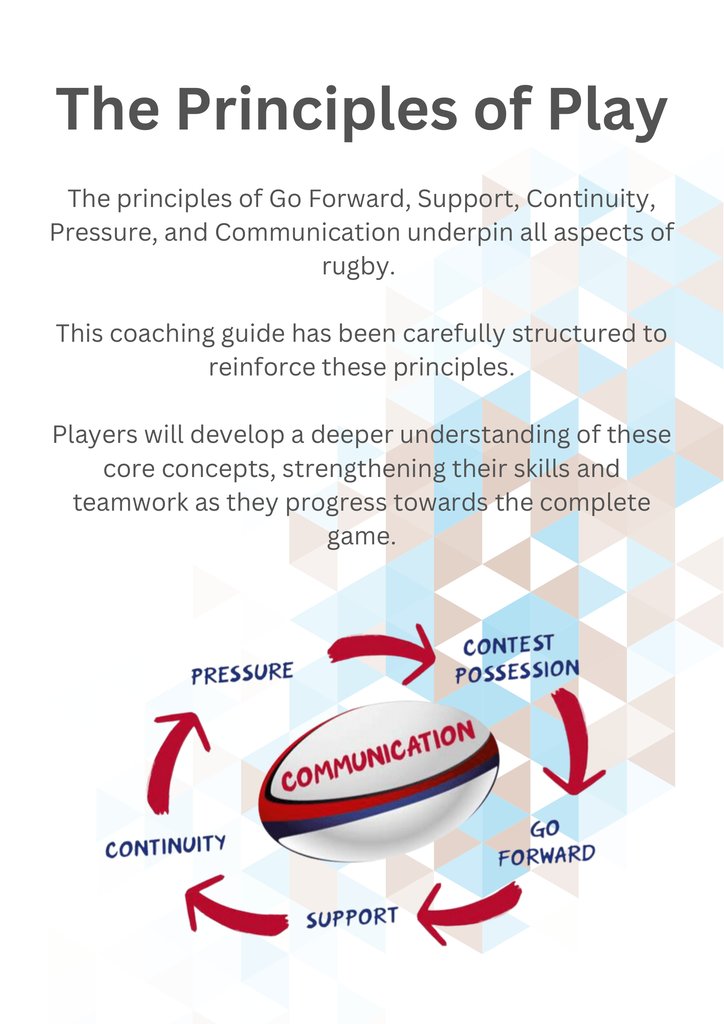 The Principles of Play
The principles of Go Forward, Support, Continuity,
Pressure, and Communication underpin all aspects of
rugby.
This coaching guide has been carefully structured to
reinforce these principles.
Players will develop a deeper understanding of these
core concepts, strengthening their skills and
teamwork as they progress towards the complete
game.
PRESSURE
CONTEST
POSSESSION
COMMUNICATION
GO
FORWARD
CONTINUITY
SUPPORT